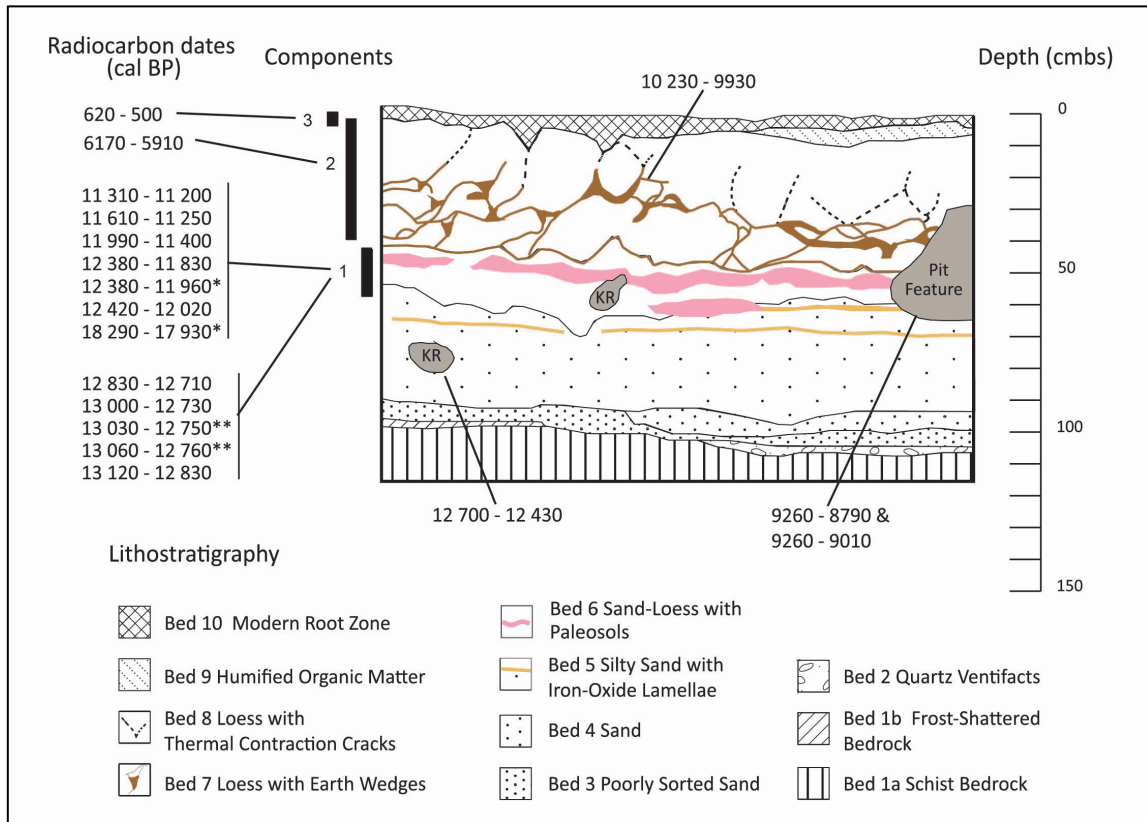 Radiocarbon dates
(cal BP)
Components
Depth (cmbs)
620 - 500
6170 - 5910
11 310 - 11 200
11 610 - 11 250
11 990 - 11 400
12 380 - 11 830
12 380 - 11 960*
12 420 - 12 020
18 290 - 17 930*
12 830 - 12 710
13 000 - 12 730
13 030 - 12 750**
13 060 - 12 760**
13 120 - 12 830
3
2
1
10 230 - 9930
KR
KR
Pit
Feature
12 700 - 12 430
9260 - 8790 &
9260 - 9010
0
50
100
150
Lithostratigraphy
Bed 10 Modern Root Zone
Bed 9 Humified Organic Matter
Bed 8 Loess with
Thermal Contraction Cracks
Bed 7 Loess with Earth Wedges
Bed 6 Sand-Loess with
Paleosols
Bed 5 Silty Sand with
Iron-Oxide Lamellae
Bed 4 Sand
Bed 3 Poorly Sorted Sand
Bed 2 Quartz Ventifacts
Bed 1b Frost-Shattered
Bedrock
Bed 1a Schist Bedrock